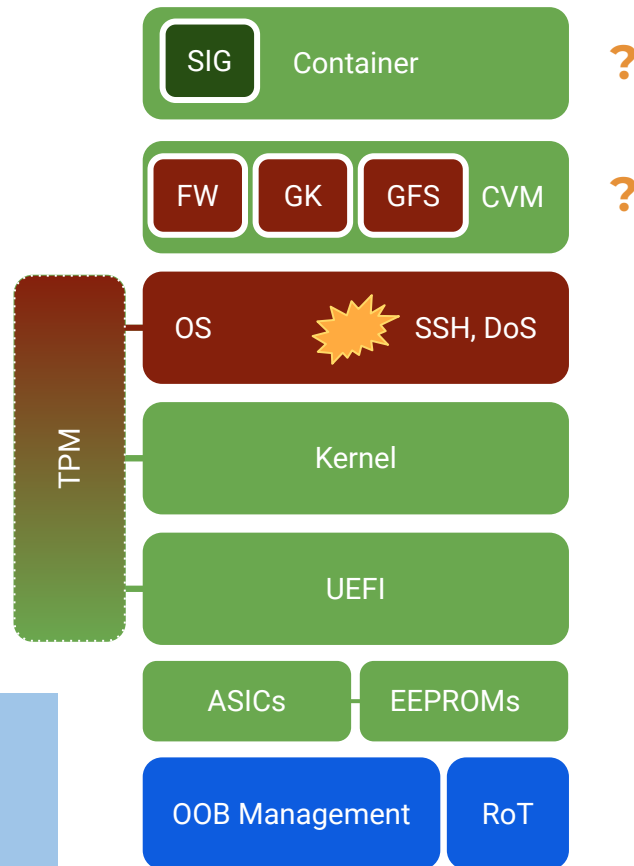 SIG Container ?
FW GK GFS CVM ?
OS SSH, DoS
TPM
Kernel
UEFI
ASICs EEPROMs
OOB Management RoT